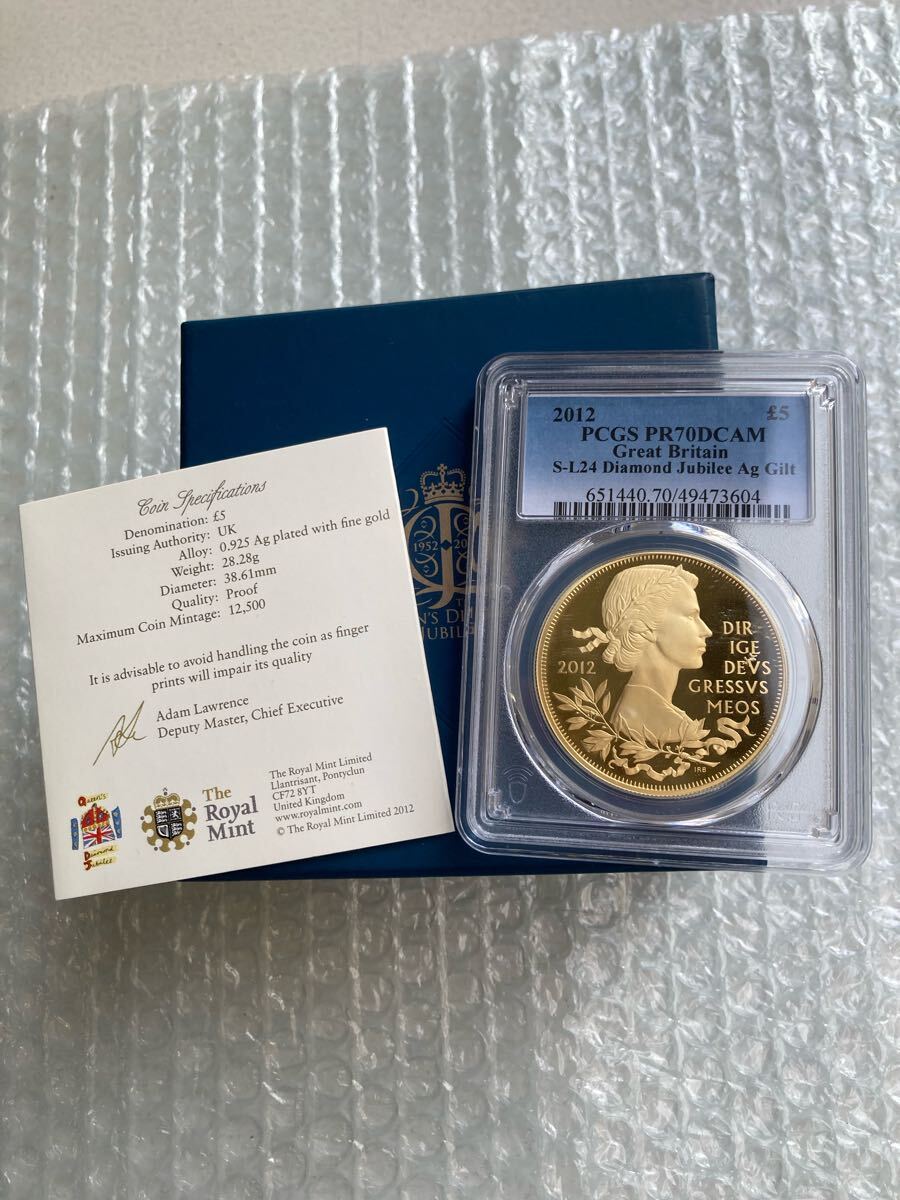 2012 £5
PCGS PR70DCAM
Great Britain
S-L24 Diamond Jubilee Ag Gilt
651440.70/49473604
2012
DIR
IGE
DEVS
GRESSVS
MEOS
IRB
Coin Specifications
Denomination: £5
Issuing Authority: UK
Alloy: 0.925 Ag plated with fine gold
Weight: 28.28g
Diameter: 38.61mm
Quality: Proof
Maximum Coin Mintage: 12,500
It is advisable to avoid handling the coin as finger
prints will impair its quality
Adam Lawrence
Deputy Master, Chief Executive
Queen's
Diamond
Jubilee
The
Royal
Mint
The Royal Mint Limited
Llantrisant, Pontyclun
CF72 8YT
United Kingdom
www.royalmint.com
© The Royal Mint Limited 2012
1952